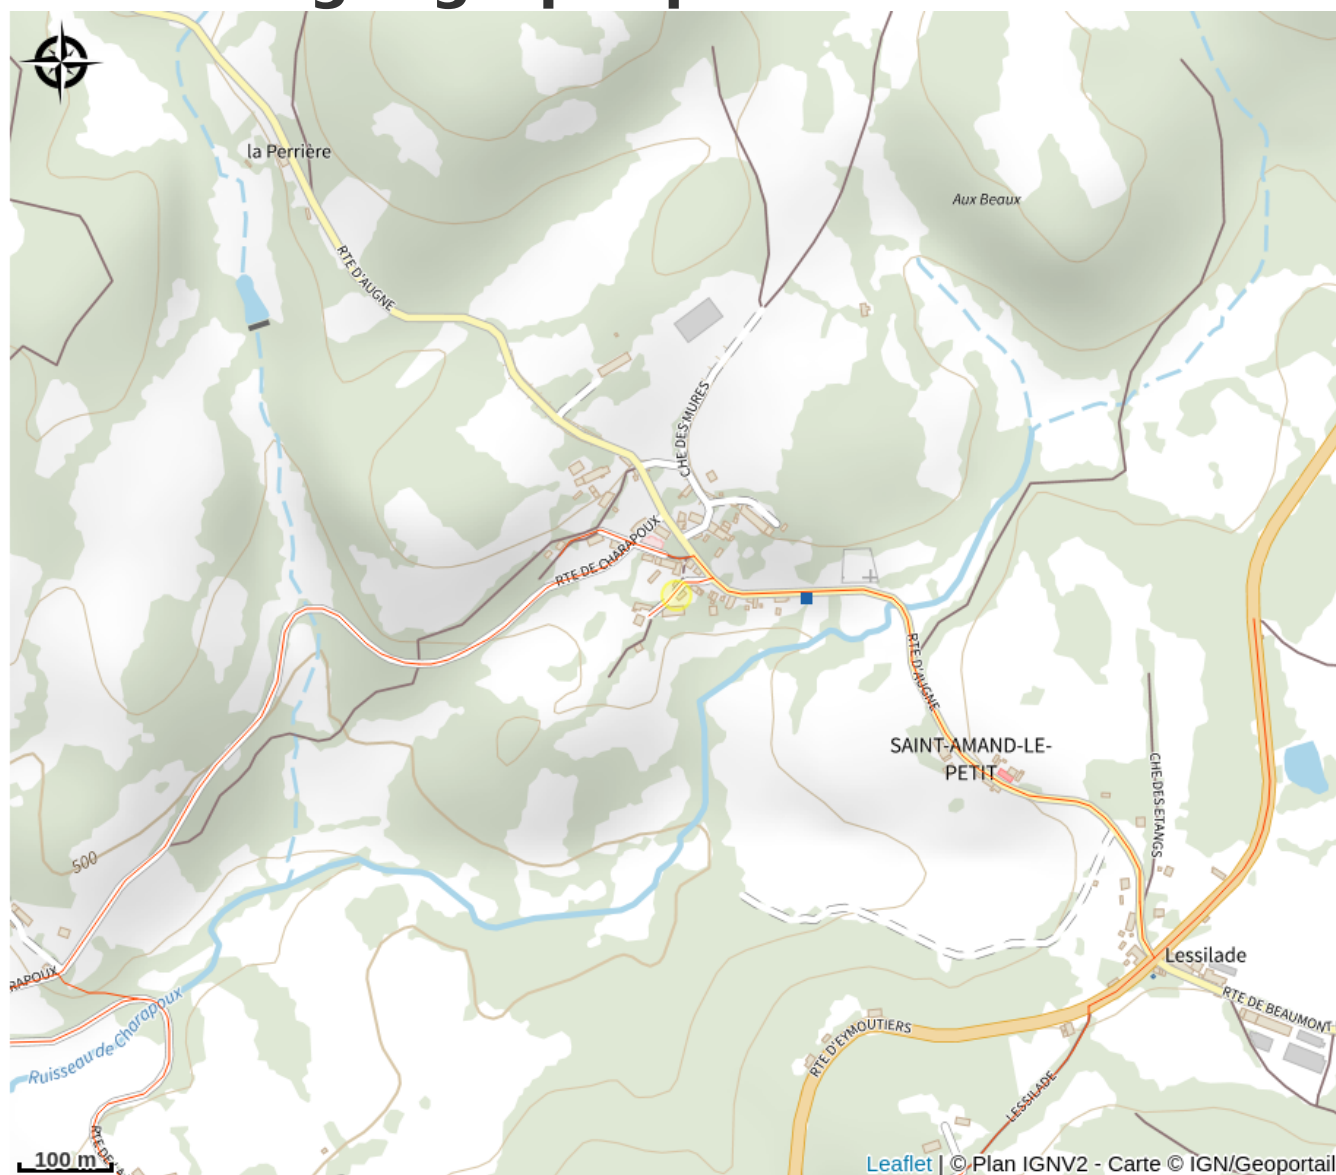 la Perrière
Aux Beaux
RTE D'AUGNE
CHE DES MURES
RTE DE CHARAPOUX
RTE D'AUGNE
SAINT-AMAND-LE-
PETIT
CHE DES ETANGS
500
Lessilade
RAPOUX
RTE DE BEAUMONT
Ruisseau de Charapoux
RTE D'EYMOUTIERS
LESSILADE
100 m
Leaflet | © Plan IGNV2 - Carte © IGN/Geoportail